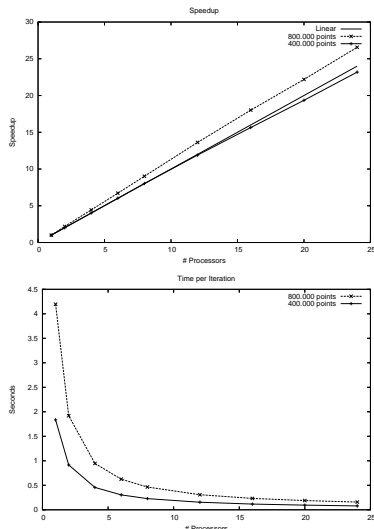 Speedup
30
25
20
15
10
5
0
0 5 10 15 20 25
Speedup
# Processors
Linear
800.000 points
400.000 points
Time per Iteration
4.5
4
3.5
3
2.5
2
1.5
1
0.5
0
0 5 10 15 20 25
Seconds
# Processors
800.000 points
400.000 points